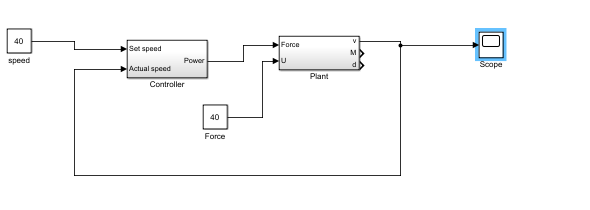 40
speed
Set speed
Actual speed
Power
Controller
40
Force
Force
U
v
M
d
Plant
Scope